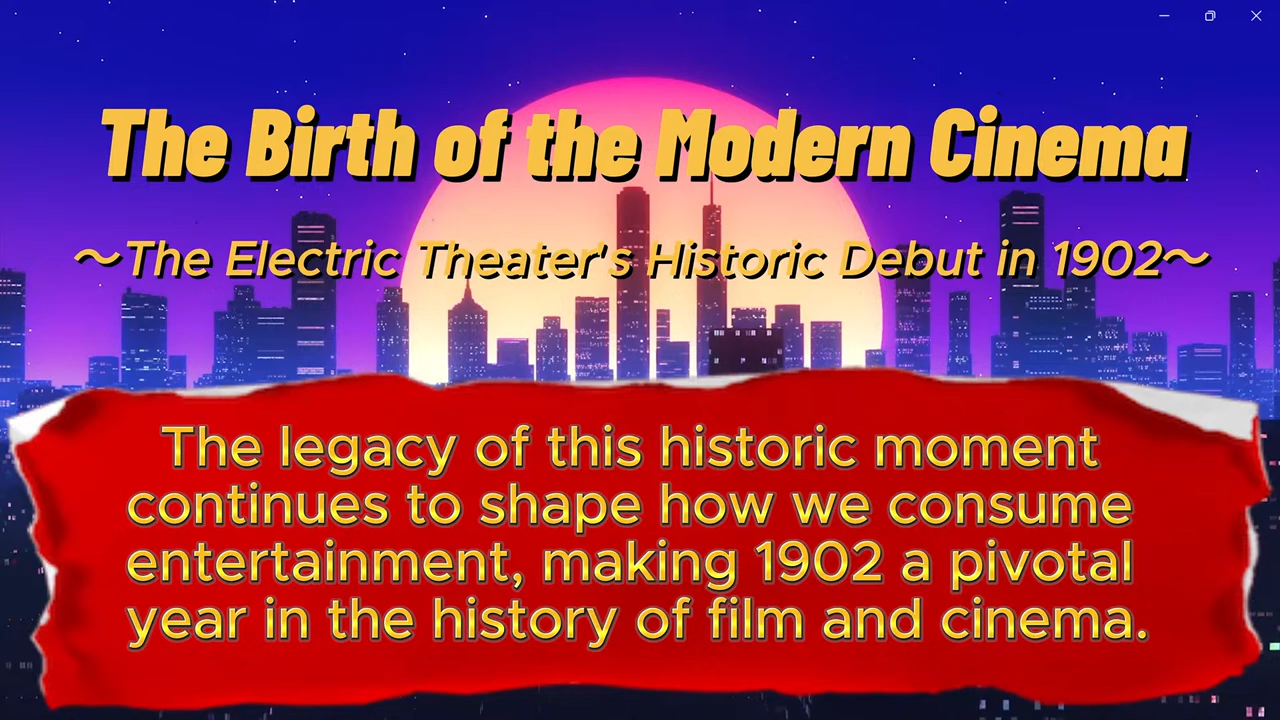 The Birth of the Modern Cinema
～The Electric Theater's Historic Debut in 1902～
The legacy of this historic moment
continues to shape how we consume
entertainment, making 1902 a pivotal
year in the history of film and cinema.